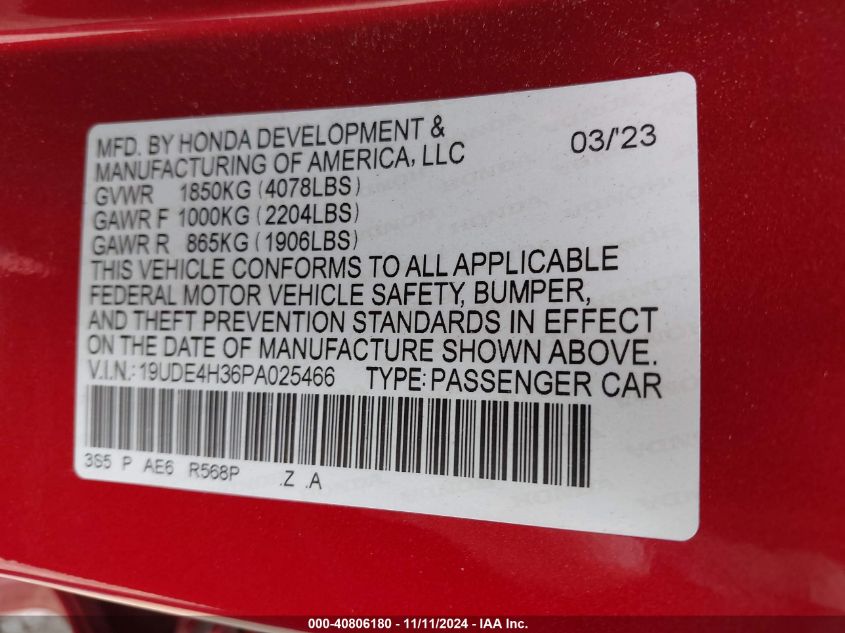 MFD. BY HONDA DEVELOPMENT & 03/'23
MANUFACTURING OF AMERICA, LLC
GVWR 1850KG (4078LBS)
GAWR F 1000KG (2204LBS)
GAWR R 865KG (1906LBS)
THIS VEHICLE CONFORMS TO ALL APPLICABLE
FEDERAL MOTOR VEHICLE SAFETY, BUMPER,
AND THEFT PREVENTION STANDARDS IN EFFECT
ON THE DATE OF MANUFACTURE SHOWN ABOVE.
V.I.N.: 19UDE4H36PA025466 TYPE: PASSENGER CAR
3S5 P AE6 R568P .Z .A
000-40806180 - 11/11/2024 - IAA Inc.